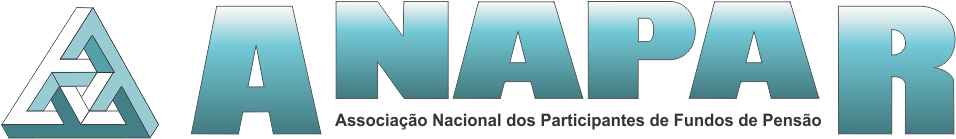 ANAPAR
Associação Nacional dos Participantes de Fundos de Pensão